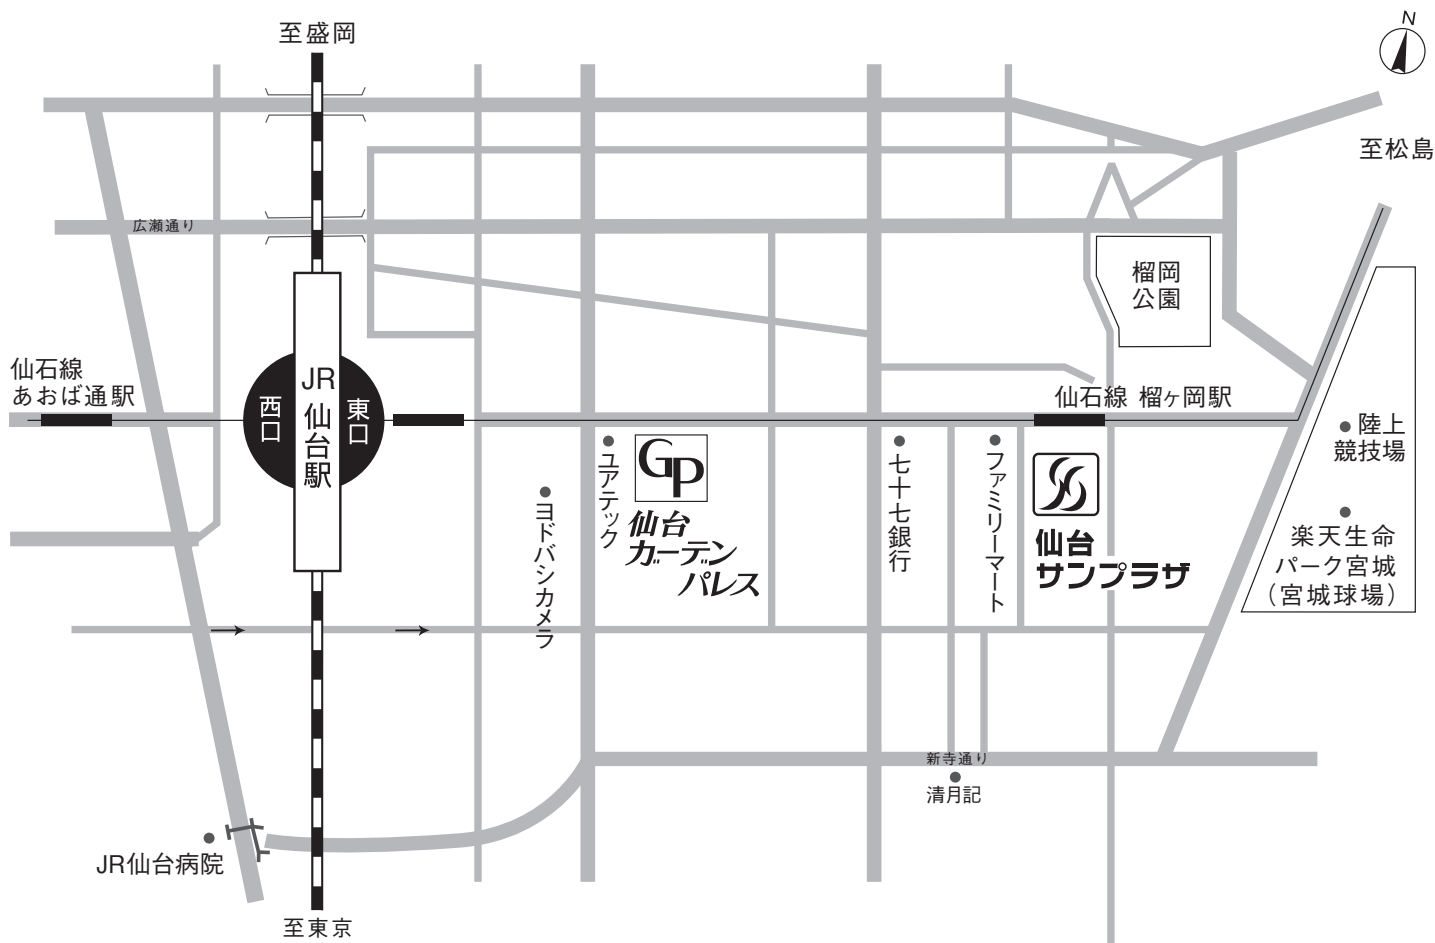 至盛岡
N
至松島
広瀬通り
榴岡
公園
仙石線
あおば通駅
JR
仙台駅
西口
東口
仙石線 榴ヶ岡駅
陸上
競技場
楽天生命
パーク宮城
（宮城球場）
ヨドバシカメラ
ユアテック
GP
仙台
ガーデン
パレス
七十七銀行
ファミリーマート
仙台
サンプラザ
新寺通り
清月記
JR仙台病院
至東京